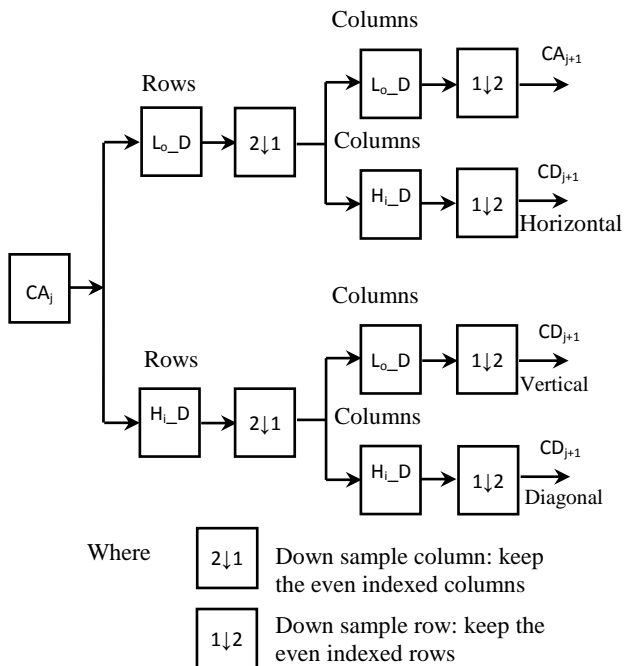 Columns
CAⱼ₊₁
Rows
Lₒ_D
1↓2
Lₒ_D
2↓1
Columns
CDⱼ₊₁
Hᵢ_D
1↓2
Horizontal
CAⱼ
Columns
Rows
CDⱼ₊₁
Lₒ_D
1↓2
Vertical
Hᵢ_D
2↓1
Columns
CDⱼ₊₁
Hᵢ_D
1↓2
Diagonal
Where
2↓1
Down sample column: keep
the even indexed columns
1↓2
Down sample row: keep the
even indexed rows